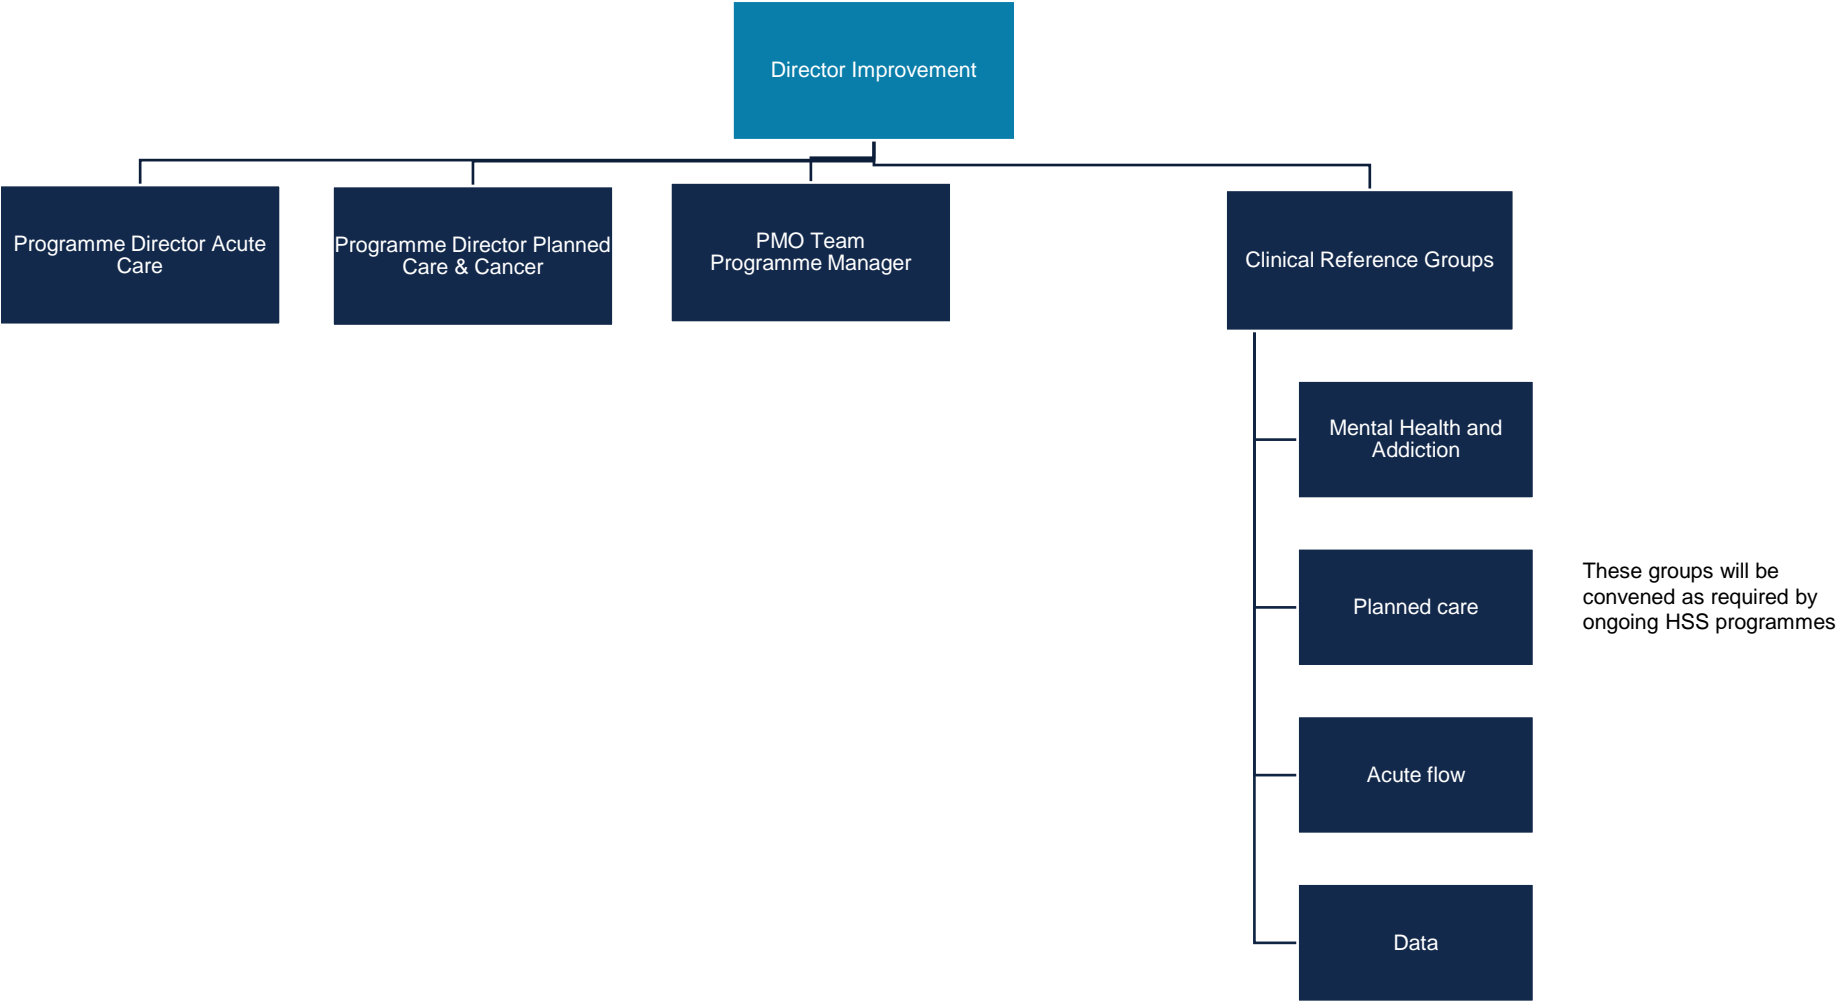 Director Improvement
Programme Director Acute
Care
Programme Director Planned
Care & Cancer
PMO Team
Programme Manager
Clinical Reference Groups
Mental Health and
Addiction
Planned care
These groups will be
convened as required by
ongoing HSS programmes
Acute flow
Data